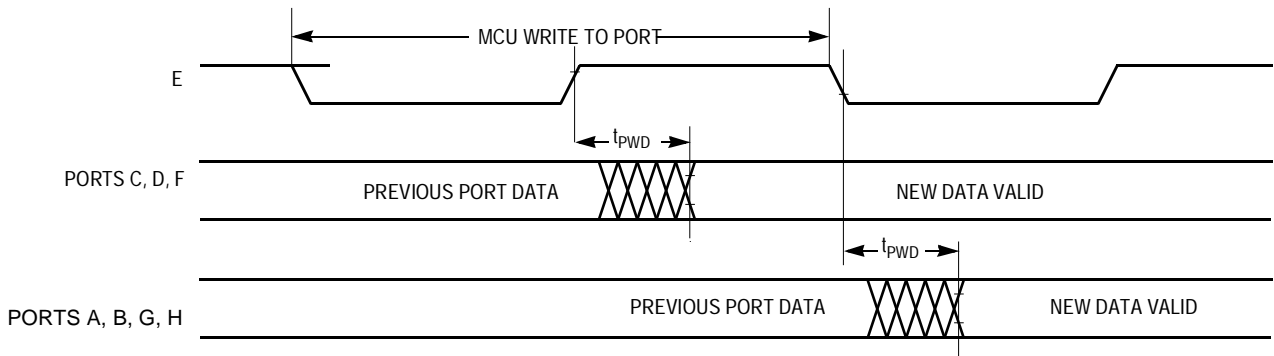 MCU WRITE TO PORT
E
tPWD
PORTS C, D, F
PREVIOUS PORT DATA
NEW DATA VALID
tPWD
PORTS A, B, G, H
PREVIOUS PORT DATA
NEW DATA VALID